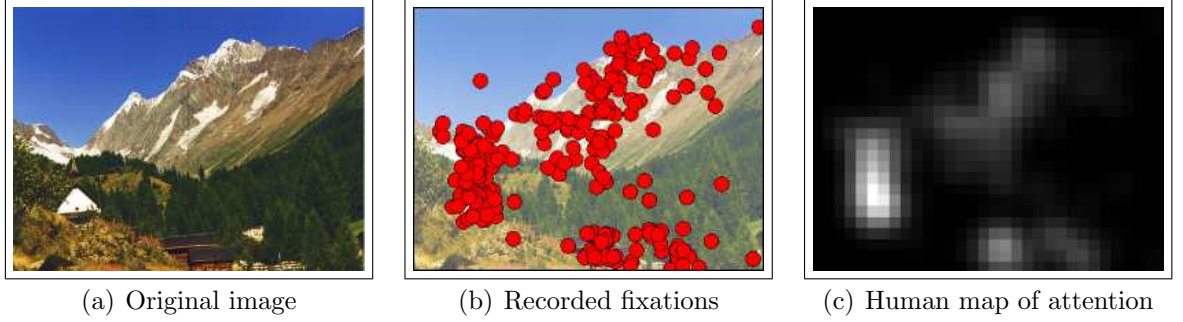 (a) Original image
(b) Recorded fixations
(c) Human map of attention